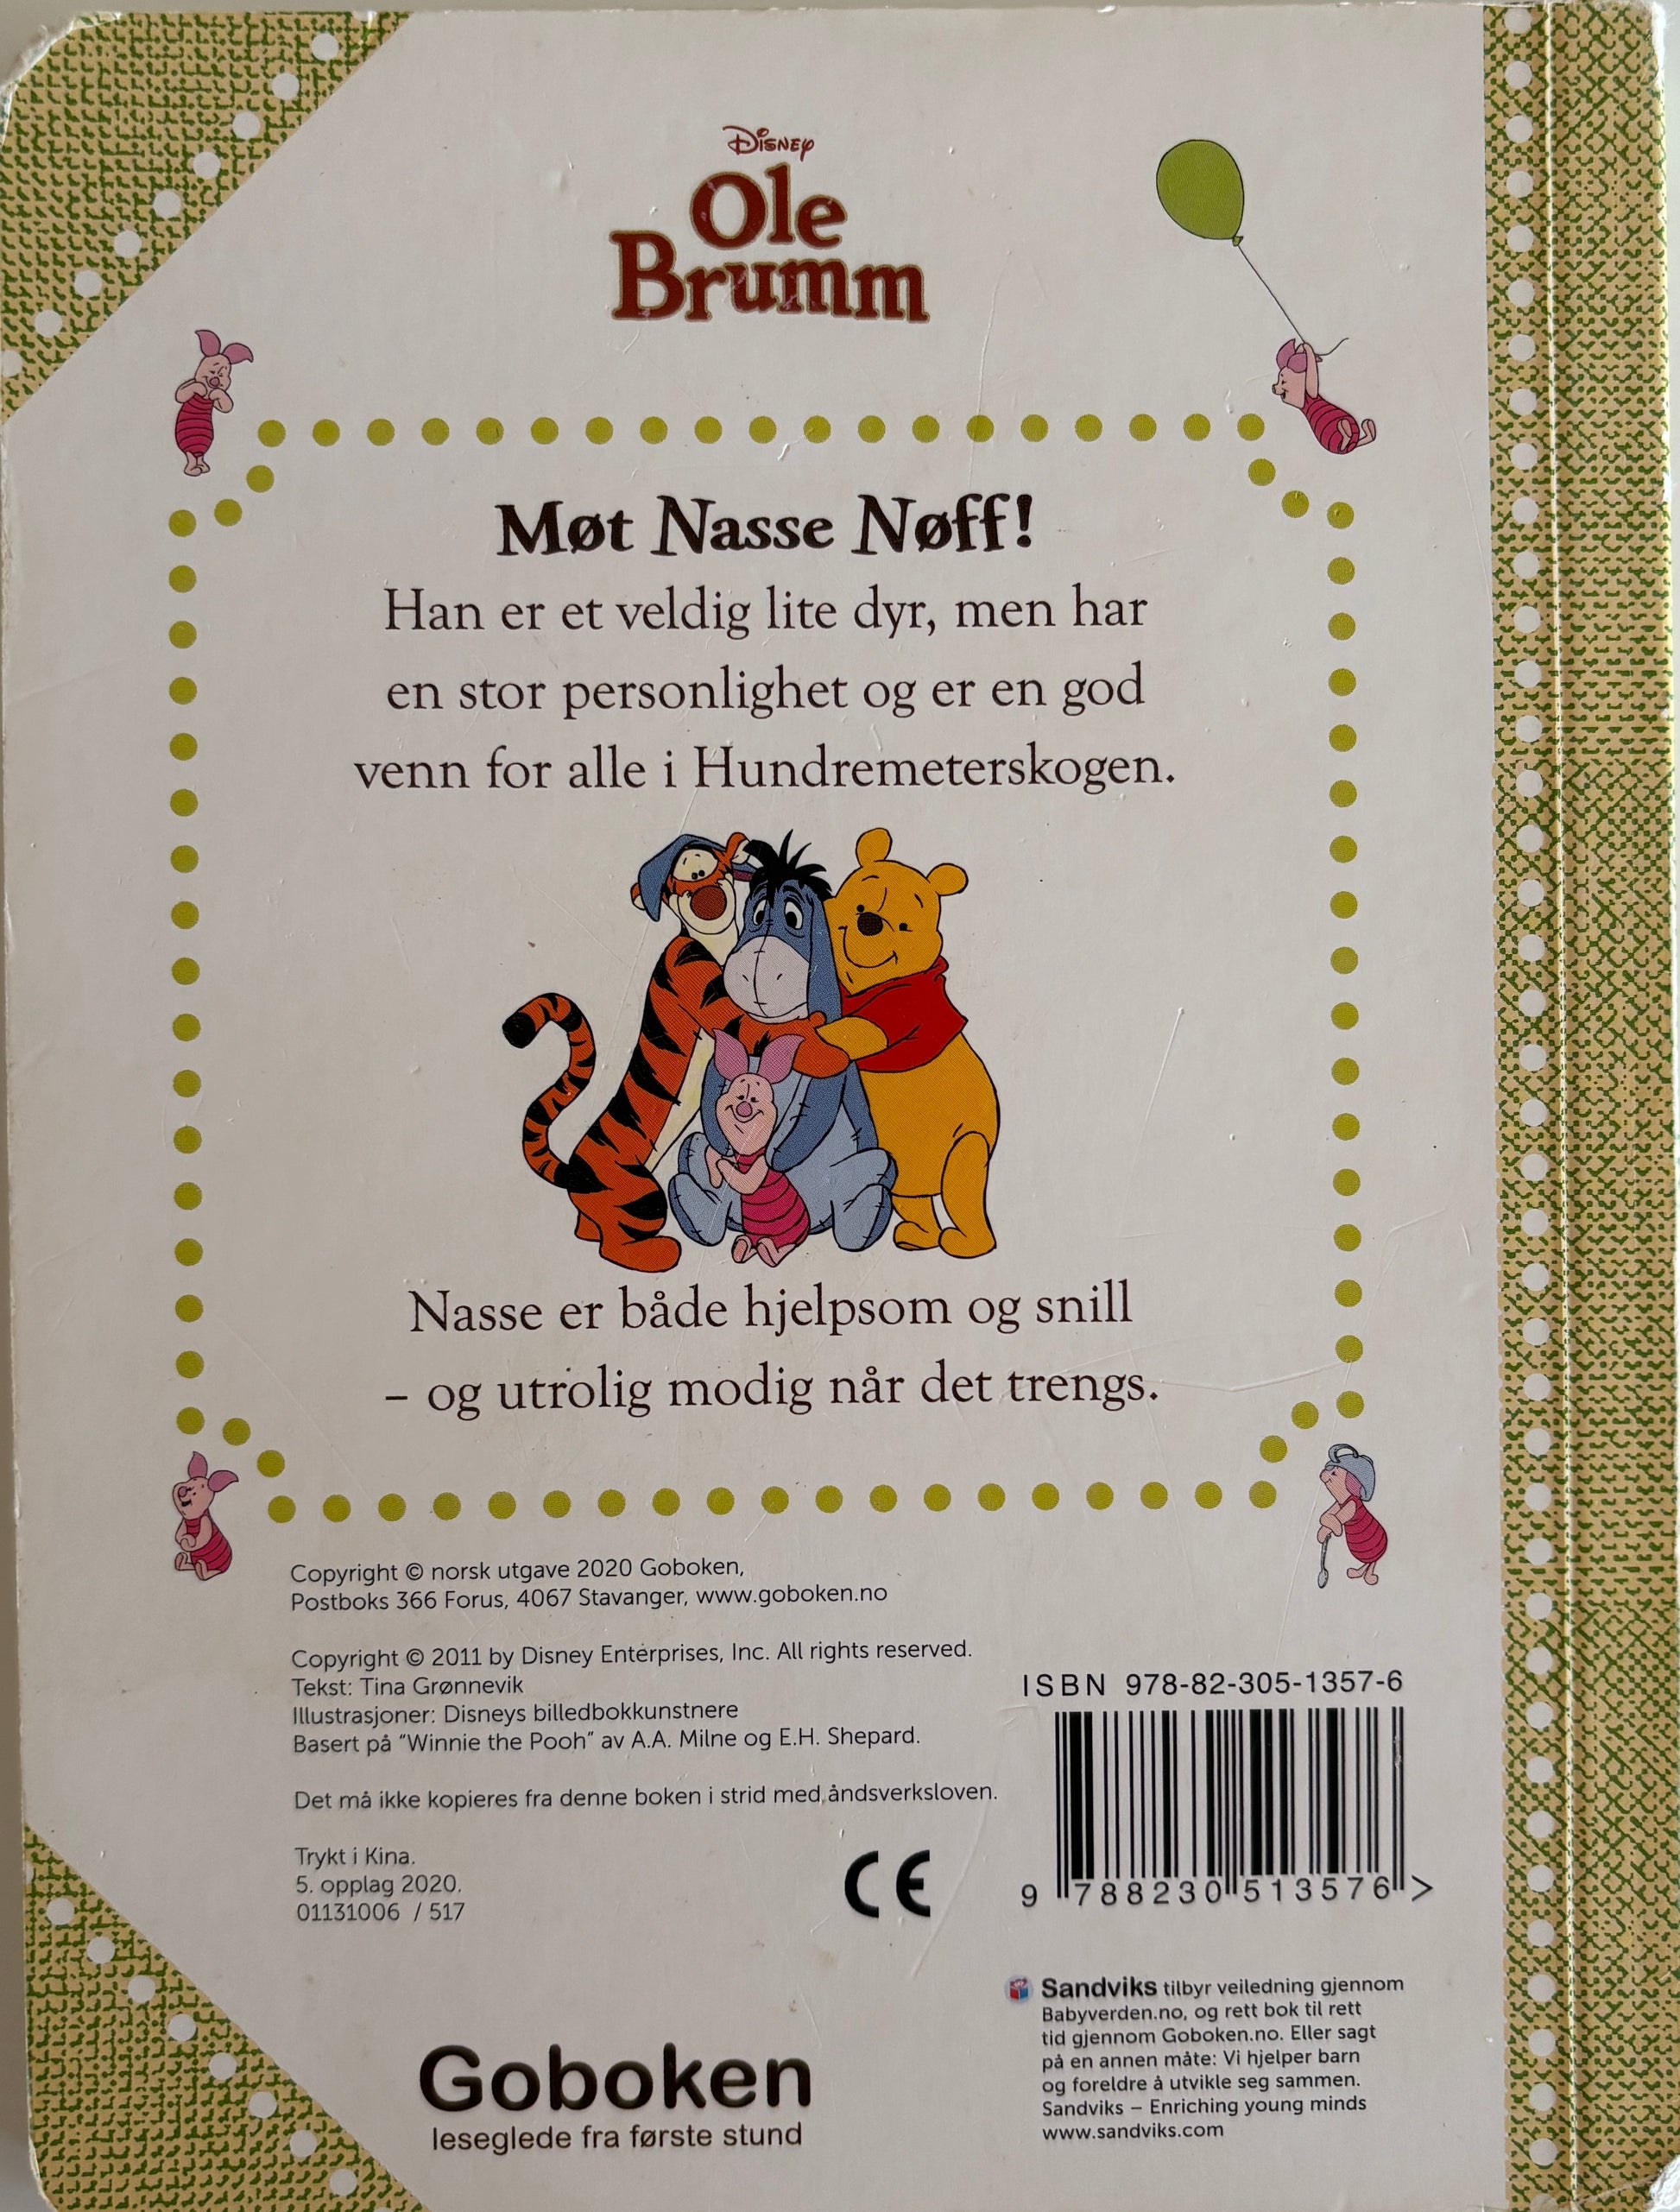 Disney
Ole
Brumm
Møt Nasse Nøff!
Han er et veldig lite dyr, men har
en stor personlighet og er en god
venn for alle i Hundremeterskogen.
Nasse er både hjelpsom og snill
– og utrolig modig når det trengs.
Copyright © norsk utgave 2020 Goboken,
Postboks 366 Forus, 4067 Stavanger, www.goboken.no
Copyright © 2011 by Disney Enterprises, Inc. All rights reserved.
Tekst: Tina Grønnevik
Illustrasjoner: Disneys billedbokkunstnere
Basert på "Winnie the Pooh" av A.A. Milne og E.H. Shepard.
Det må ikke kopieres fra denne boken i strid med åndsverksloven.
Trykt i Kina.
5. opplag 2020.
01131006 / 517
CE
ISBN 978-82-305-1357-6
9 788230 513576 >
Goboken
leseglede fra første stund
Sandviks tilbyr veiledning gjennom
Babyverden.no, og rett bok til rett
tid gjennom Goboken.no. Eller sagt
på en annen måte: Vi hjelper barn
og foreldre å utvikle seg sammen.
Sandviks – Enriching young minds
www.sandviks.com